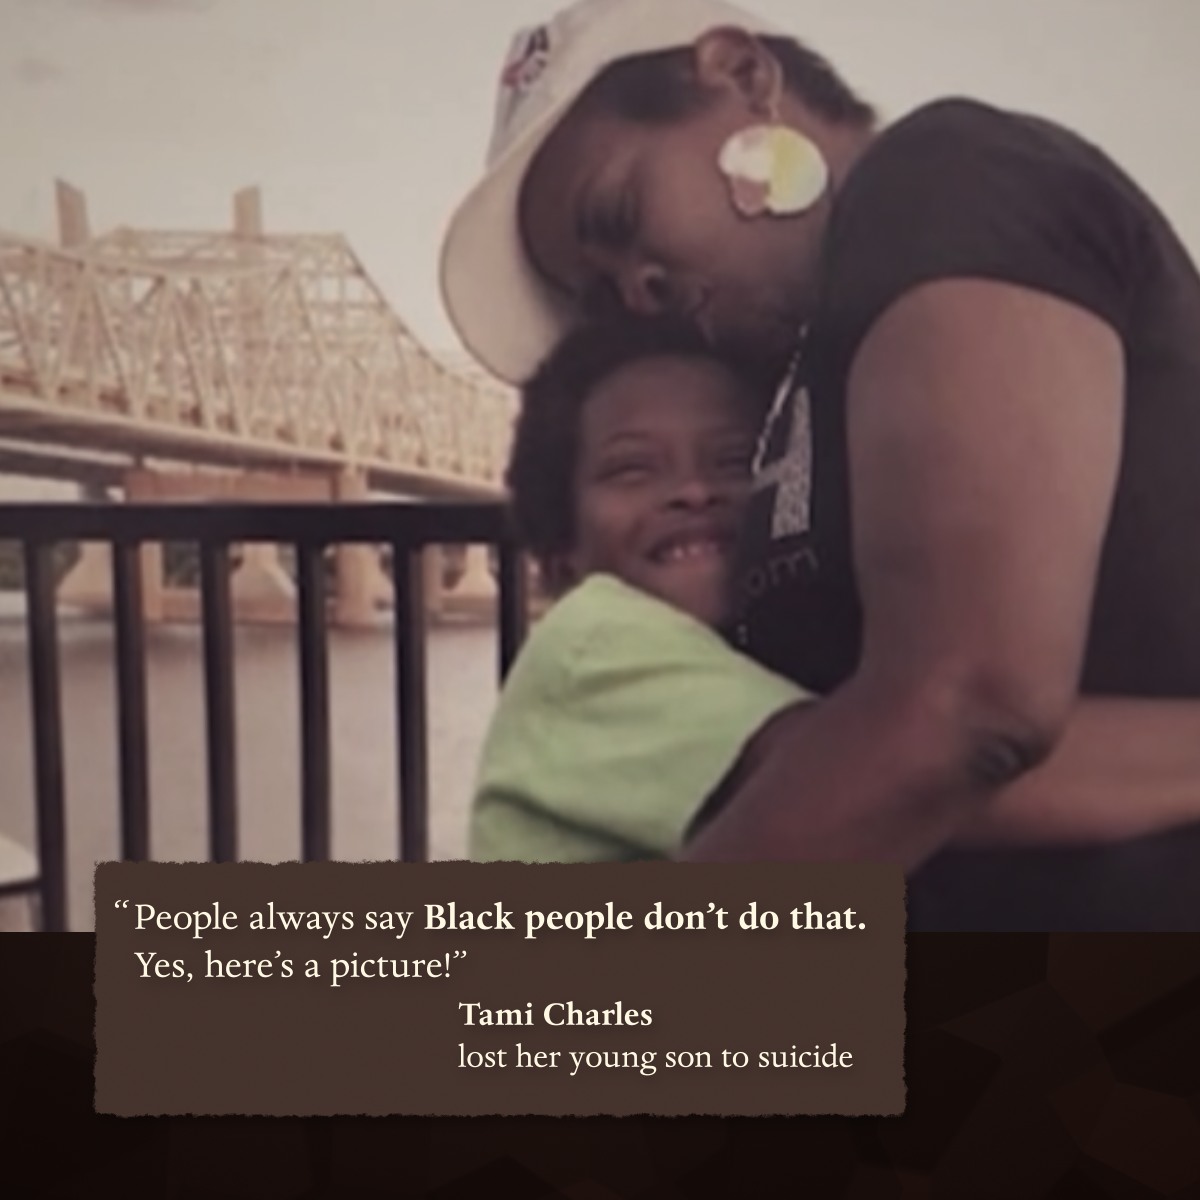 “People always say Black people don’t do that.
Yes, here’s a picture!”
Tami Charles
lost her young son to suicide